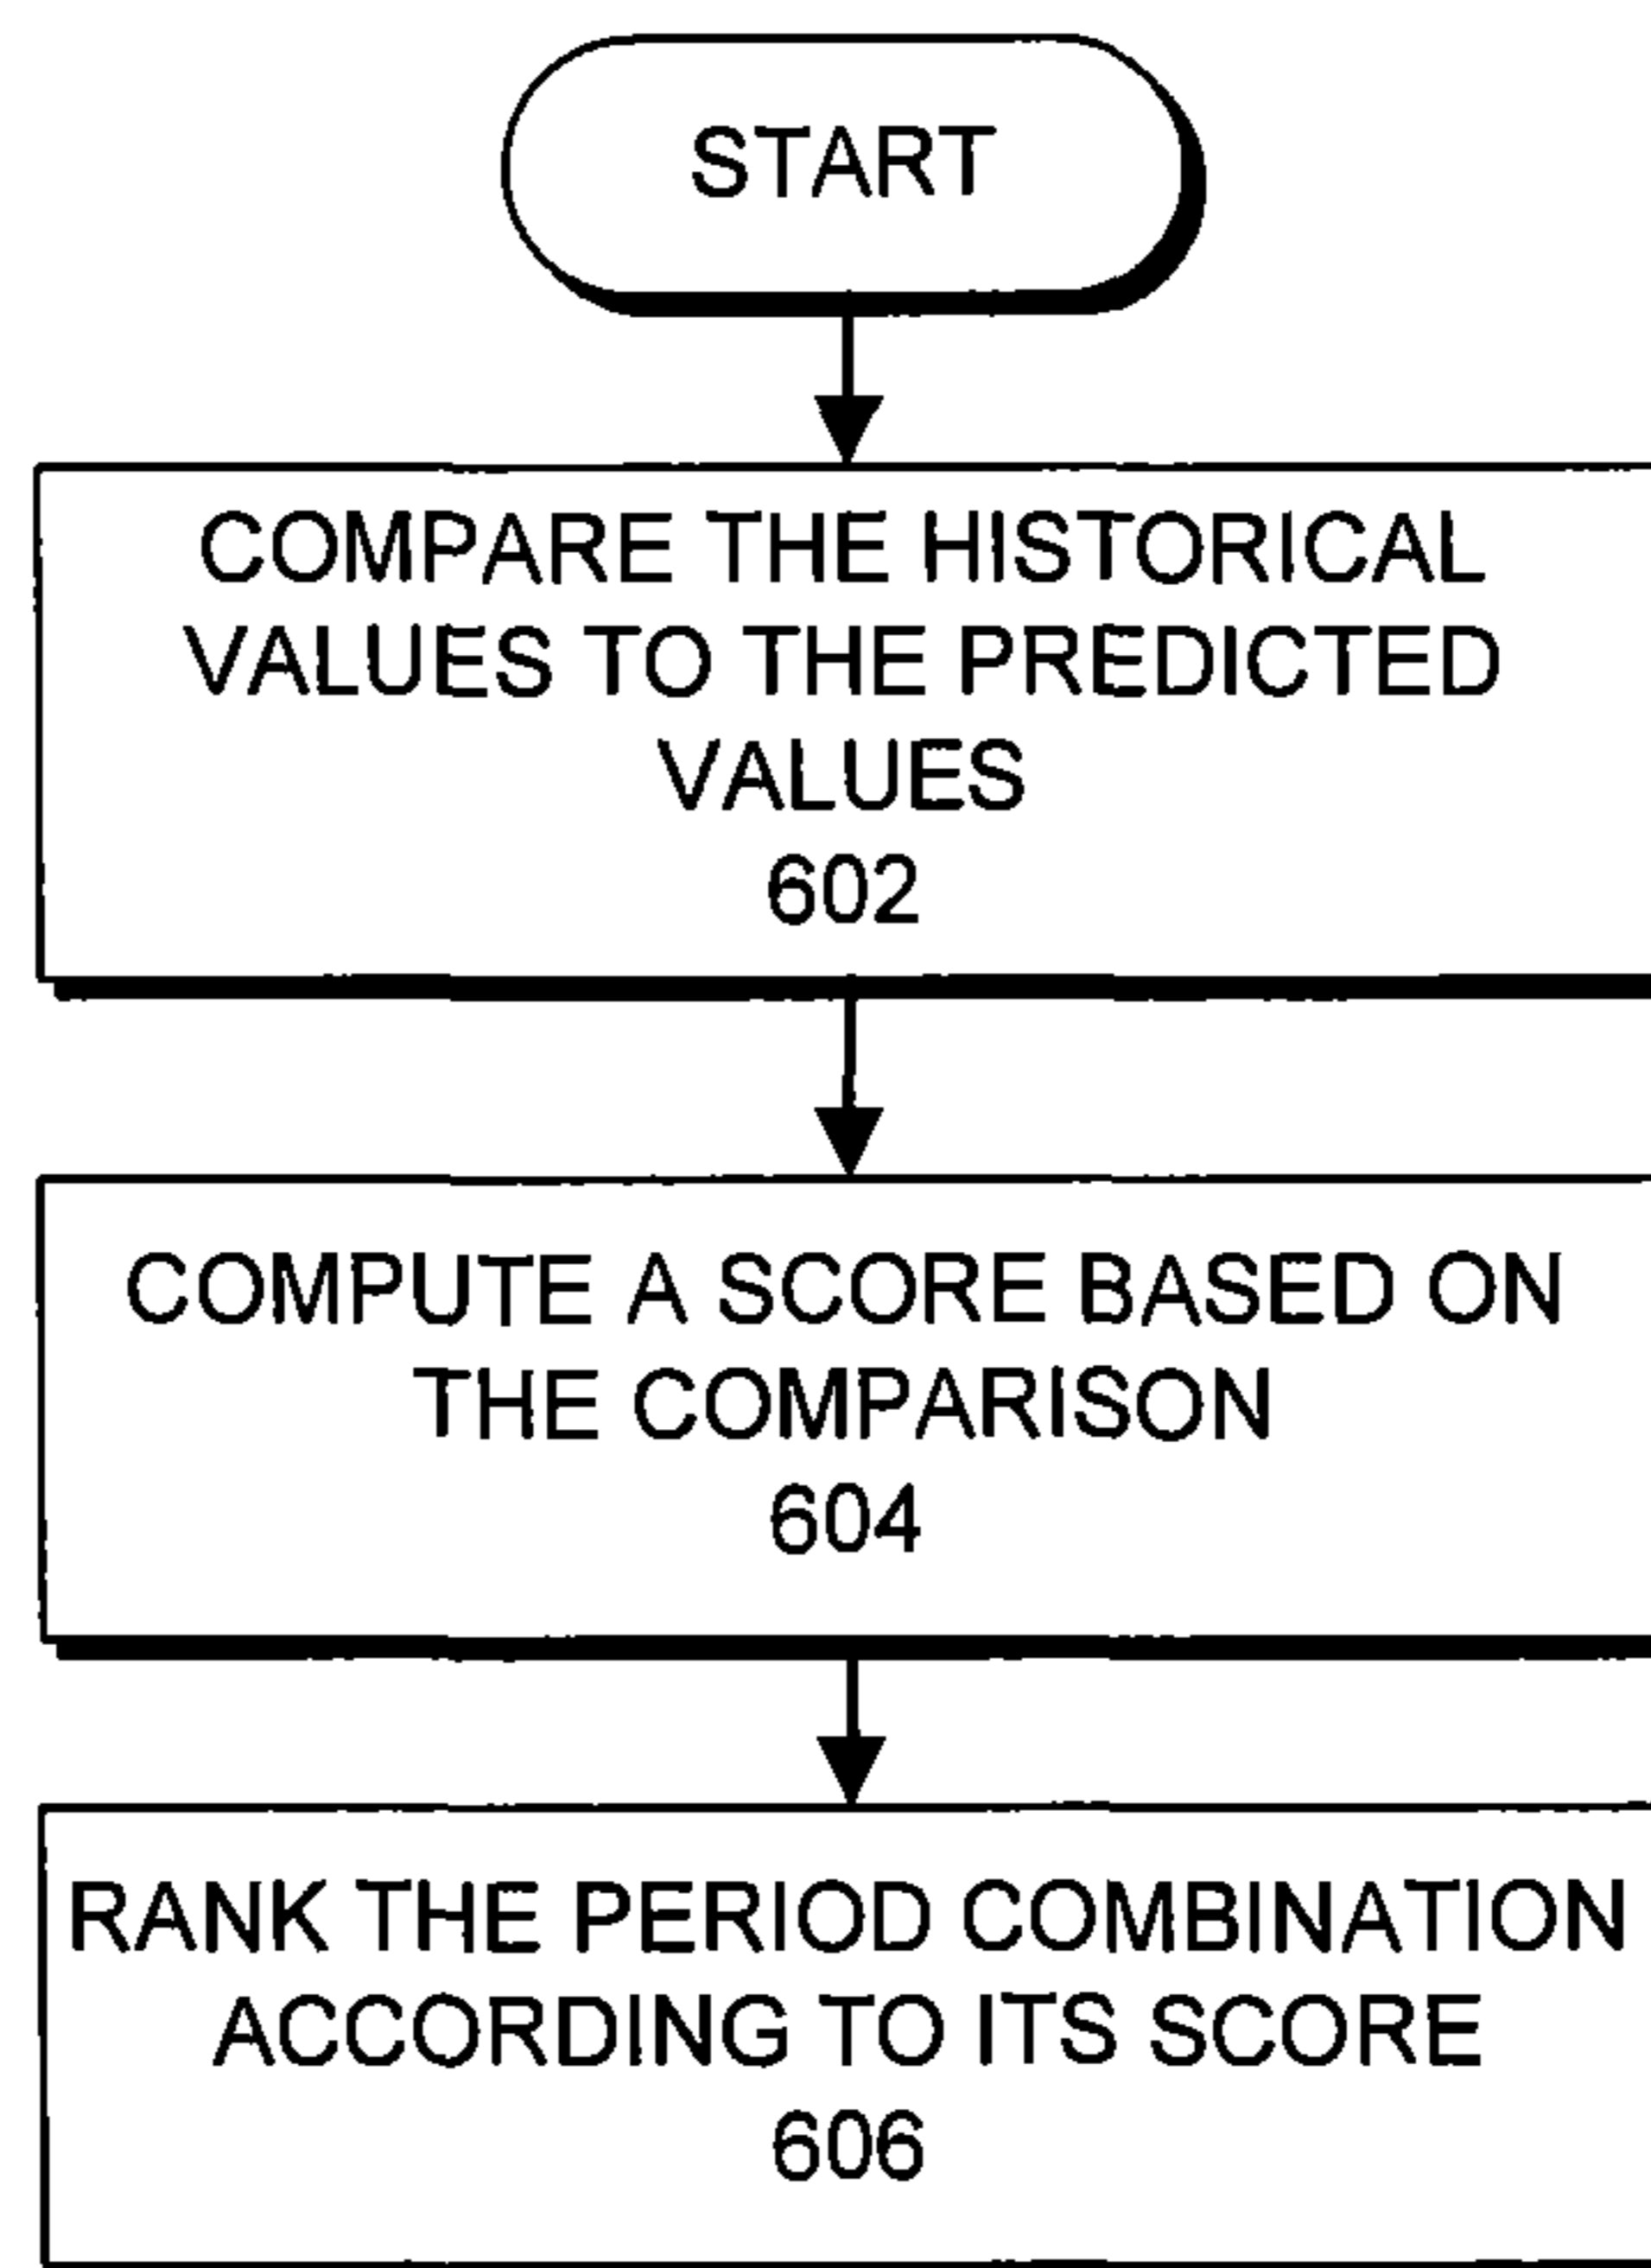 START
COMPARE THE HISTORICAL
VALUES TO THE PREDICTED
VALUES
602
COMPUTE A SCORE BASED ON
THE COMPARISON
604
RANK THE PERIOD COMBINATION
ACCORDING TO ITS SCORE
606